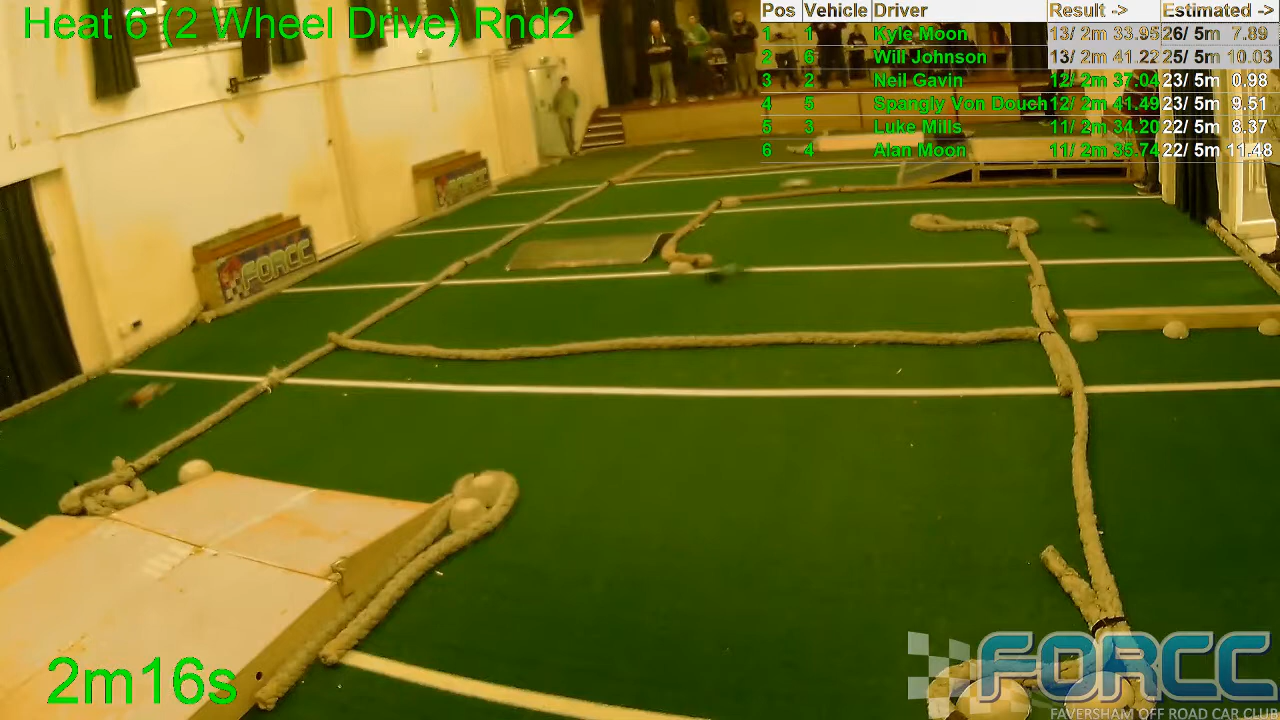 Heat 6 (2 Wheel Drive) Rnd2
Pos Vehicle Driver Result -> Estimated ->
1 1 Kyle Moon 13/ 2m 33.95 26/ 5m 7.89
2 6 Will Johnson 13/ 2m 41.22 25/ 5m 10.03
3 2 Neil Gavin 12/ 2m 37.04 23/ 5m 0.98
4 5 Spangly Von Douch 12/ 2m 41.49 23/ 5m 9.51
5 3 Luke Mills 11/ 2m 34.20 22/ 5m 8.37
6 4 Alan Moon 11/ 2m 35.74 22/ 5m 11.48
FORCC
FORCC
2m16s
FORCC
FAVERSHAM OFF ROAD CAR CLUB